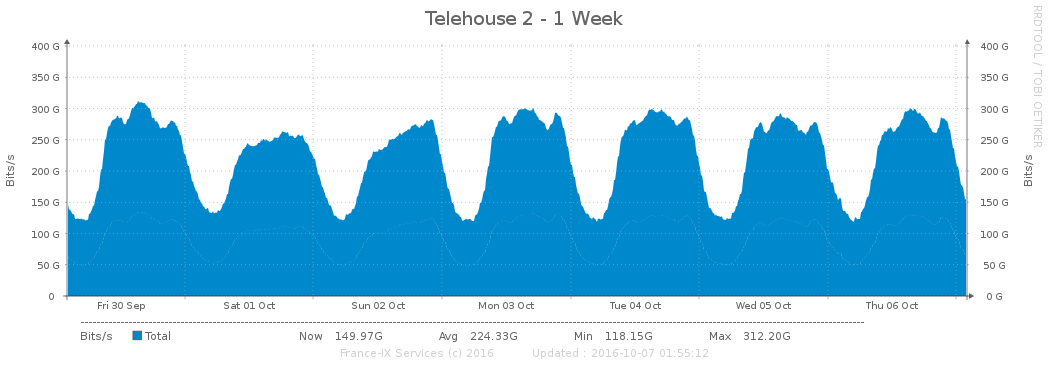 Telehouse 2 - 1 Week
RRDTOOL / TOBI OETIKER
Bits/s
400 G 400 G
350 G 350 G
300 G 300 G
250 G 250 G
200 G 200 G
150 G 150 G
100 G 100 G
50 G 50 G
0 0 G
Bits/s
Fri 30 Sep Sat 01 Oct Sun 02 Oct Mon 03 Oct Tue 04 Oct Wed 05 Oct Thu 06 Oct
Bits/s Total Now 149.97G Avg 224.33G Min 118.15G Max 312.20G
France-IX Services (c) 2016 Updated : 2016-10-07 01:55:12